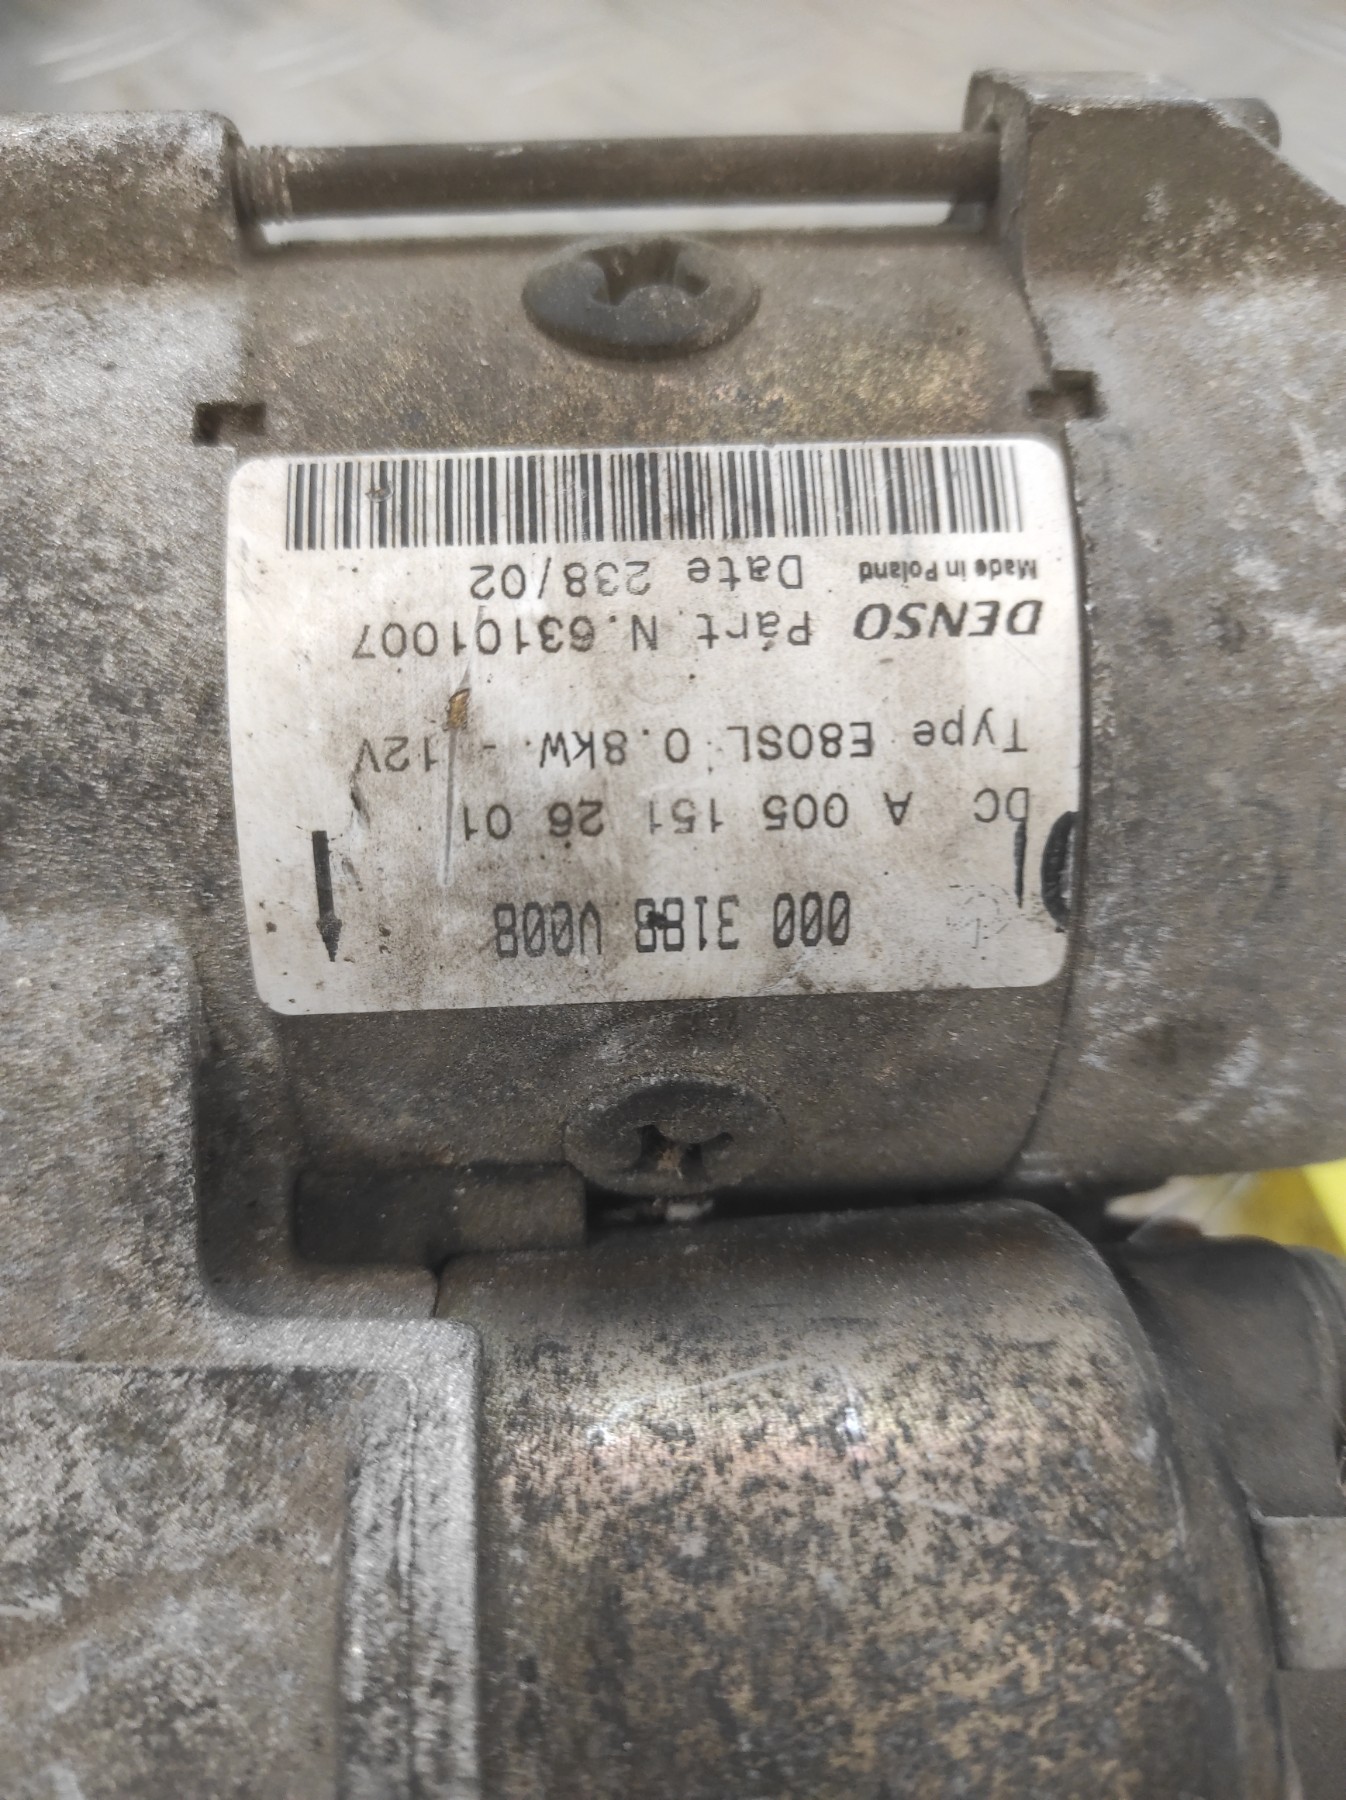 000 3188 V008
DC A 005 151 26 01
Type E80SL 0.8kW - 12V
DENSO Part N.63101007
Made in Poland Date 238/02